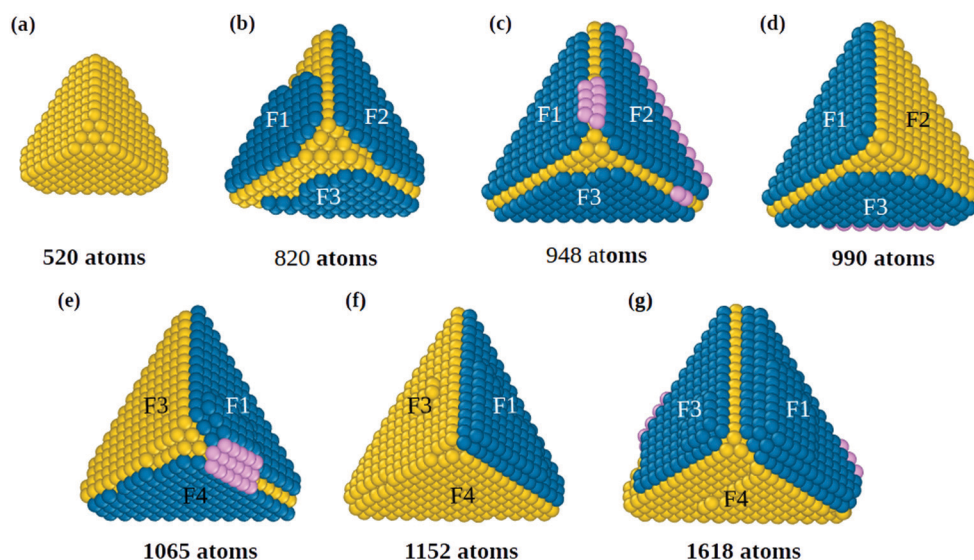 (a)
(b)
(c)
(d)
F1
F2
F3
F1
F2
F3
F1
F2
F3
520 atoms
820 atoms
948 atoms
990 atoms
(e)
(f)
(g)
F3
F1
F4
F3
F1
F4
F3
F1
F4
1065 atoms
1152 atoms
1618 atoms